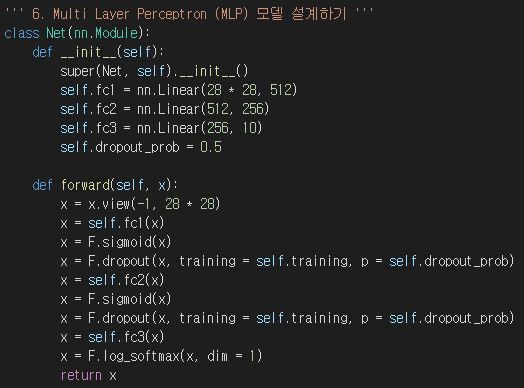 ''' 6. Multi Layer Perceptron (MLP) 모델 설계하기 '''
class Net(nn.Module):
    def __init__(self):
        super(Net, self).__init__()
        self.fc1 = nn.Linear(28 * 28, 512)
        self.fc2 = nn.Linear(512, 256)
        self.fc3 = nn.Linear(256, 10)
        self.dropout_prob = 0.5

    def forward(self, x):
        x = x.view(-1, 28 * 28)
        x = self.fc1(x)
        x = F.sigmoid(x)
        x = F.dropout(x, training = self.training, p = self.dropout_prob)
        x = self.fc2(x)
        x = F.sigmoid(x)
        x = F.dropout(x, training = self.training, p = self.dropout_prob)
        x = self.fc3(x)
        x = F.log_softmax(x, dim = 1)
        return x